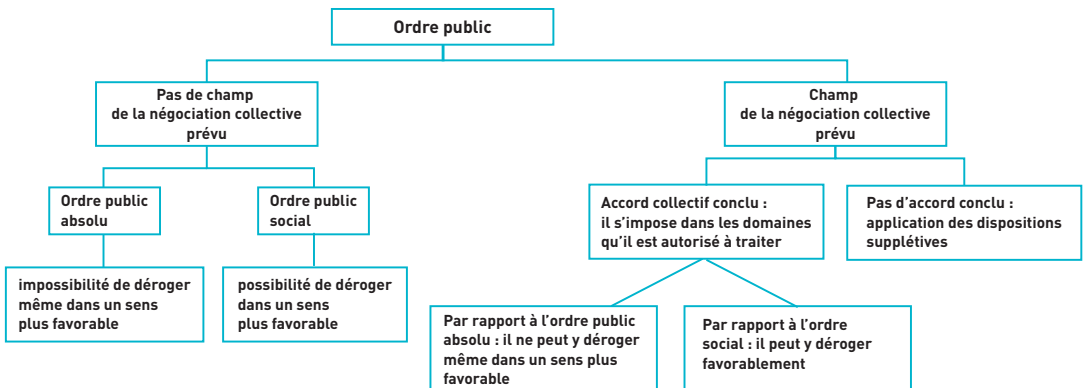 Ordre public
Pas de champ
de la négociation collective
prévu
Champ
de la négociation collective
prévu
Ordre public
absolu
Ordre public
social
Accord collectif conclu :
il s’impose dans les domaines
qu’il est autorisé à traiter
Pas d’accord conclu :
application des dispositions
supplétives
impossibilité de déroger
même dans un sens
plus favorable
possibilité de déroger
dans un sens
plus favorable
Par rapport à l’ordre public
absolu : il ne peut y déroger
même dans un sens plus
favorable
Par rapport à l’ordre
social : il peut y déroger
favorablement